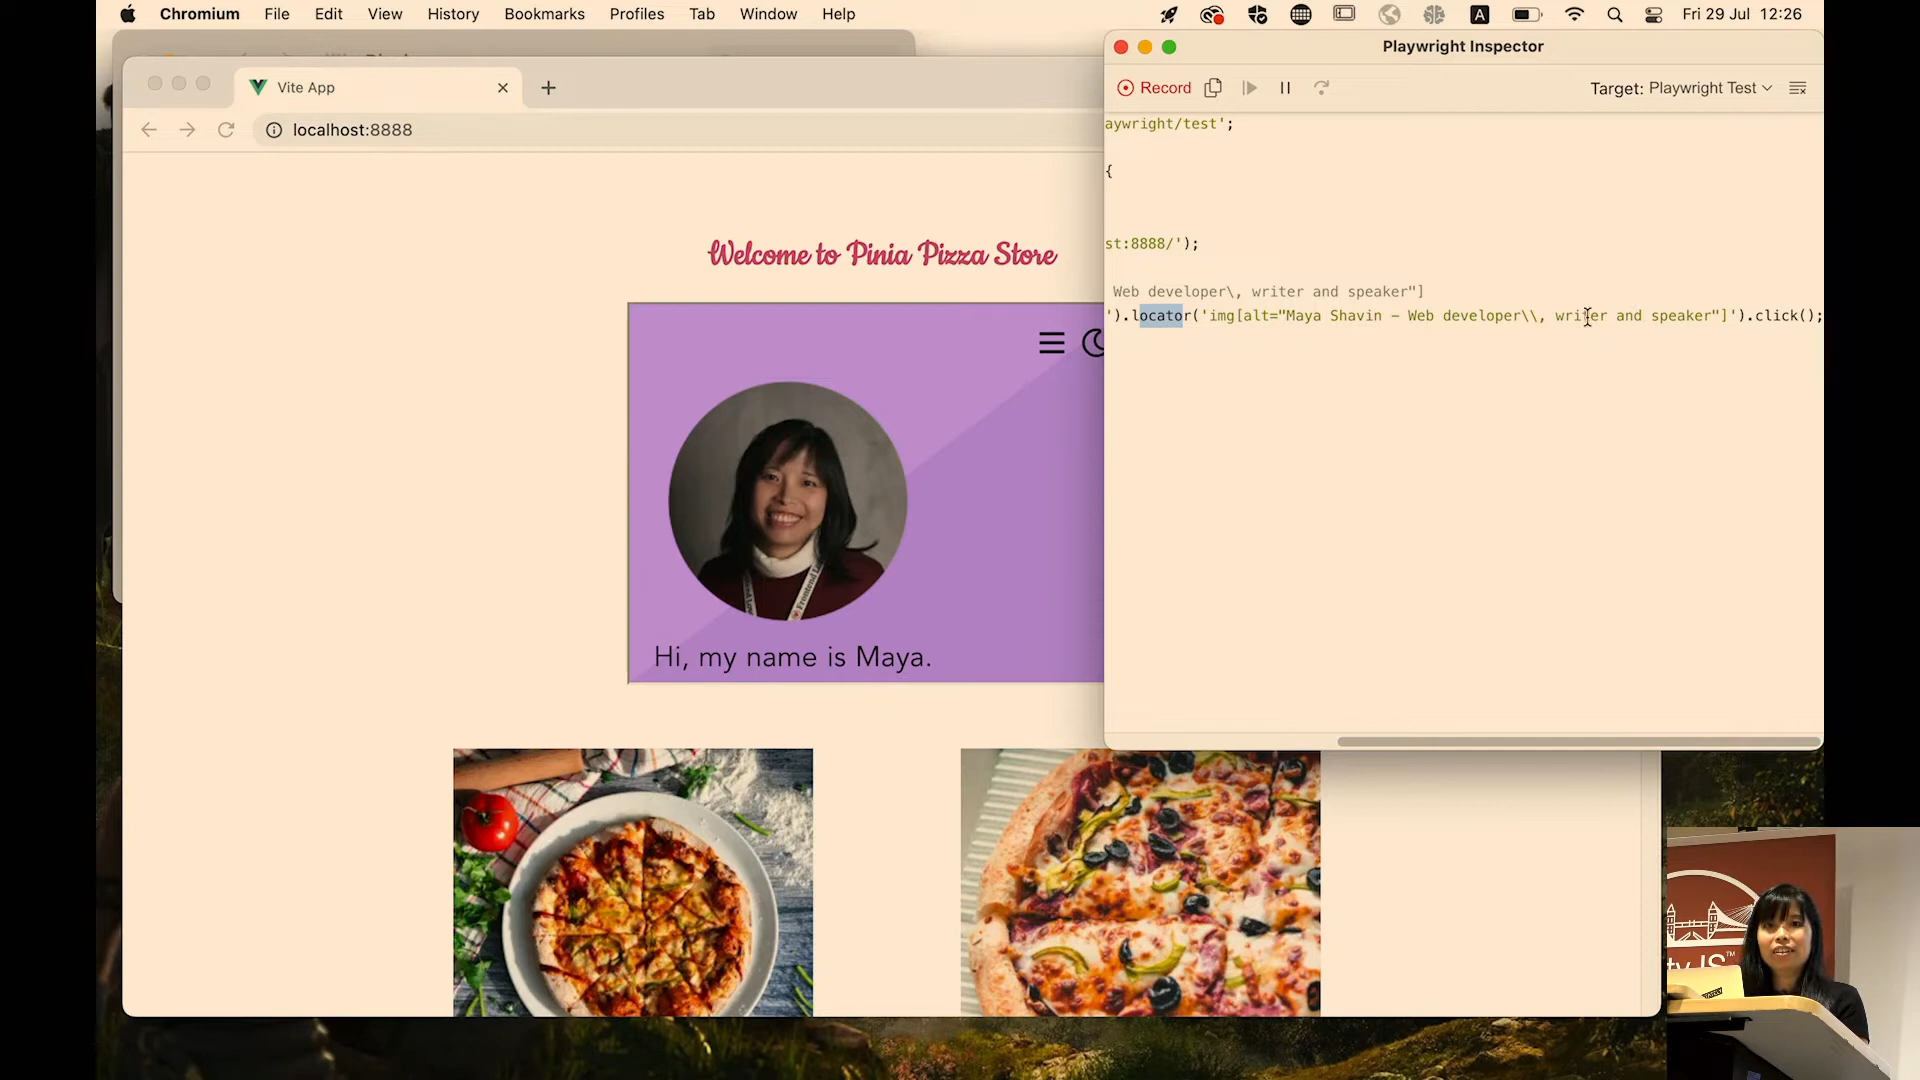 Chromium File Edit View History Bookmarks Profiles Tab Window Help
A
Fri 29 Jul 12:26
Vite App
localhost:8888
Playwright Inspector
Record
Target: Playwright Test
aywright/test';
{
st:8888/');
Web developer\, writer and speaker"]
').locator('img[alt="Maya Shavin - Web developer\\, writer and speaker"]').click();
Welcome to Pinia Pizza Store
Hi, my name is Maya.
JS™